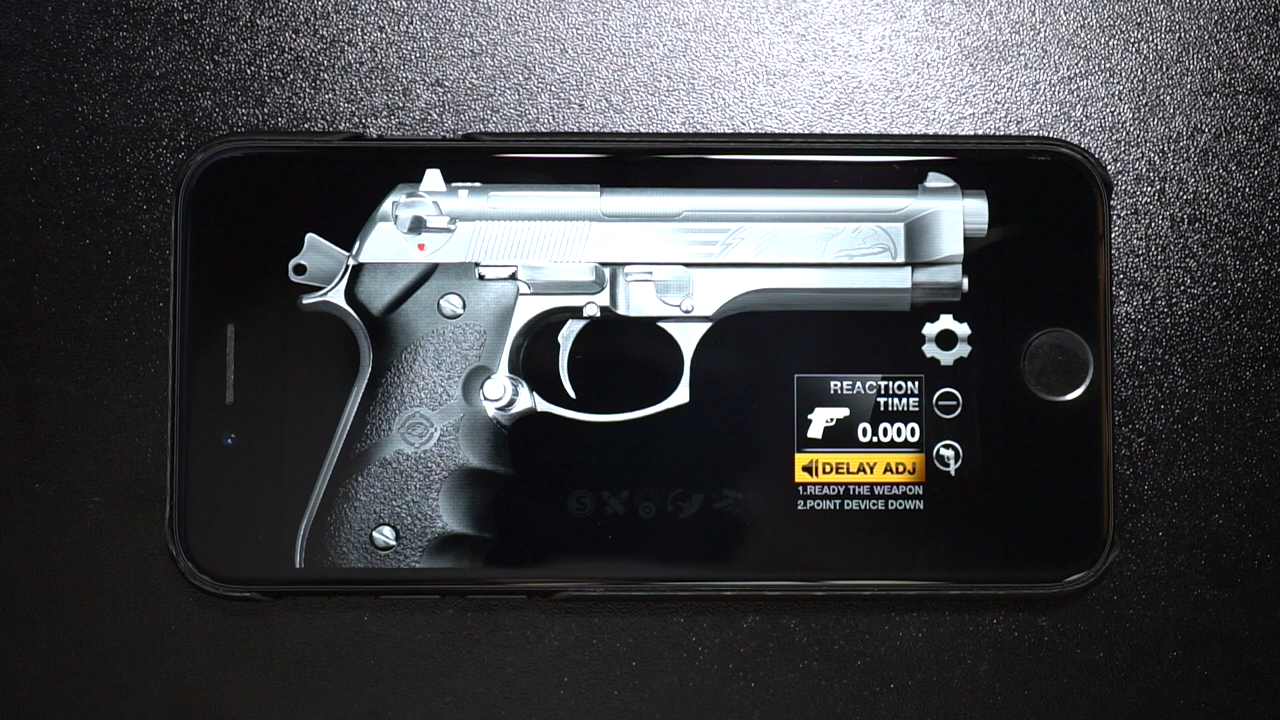 REACTION
TIME
0.000
DELAY ADJ
1.READY THE WEAPON
2.POINT DEVICE DOWN